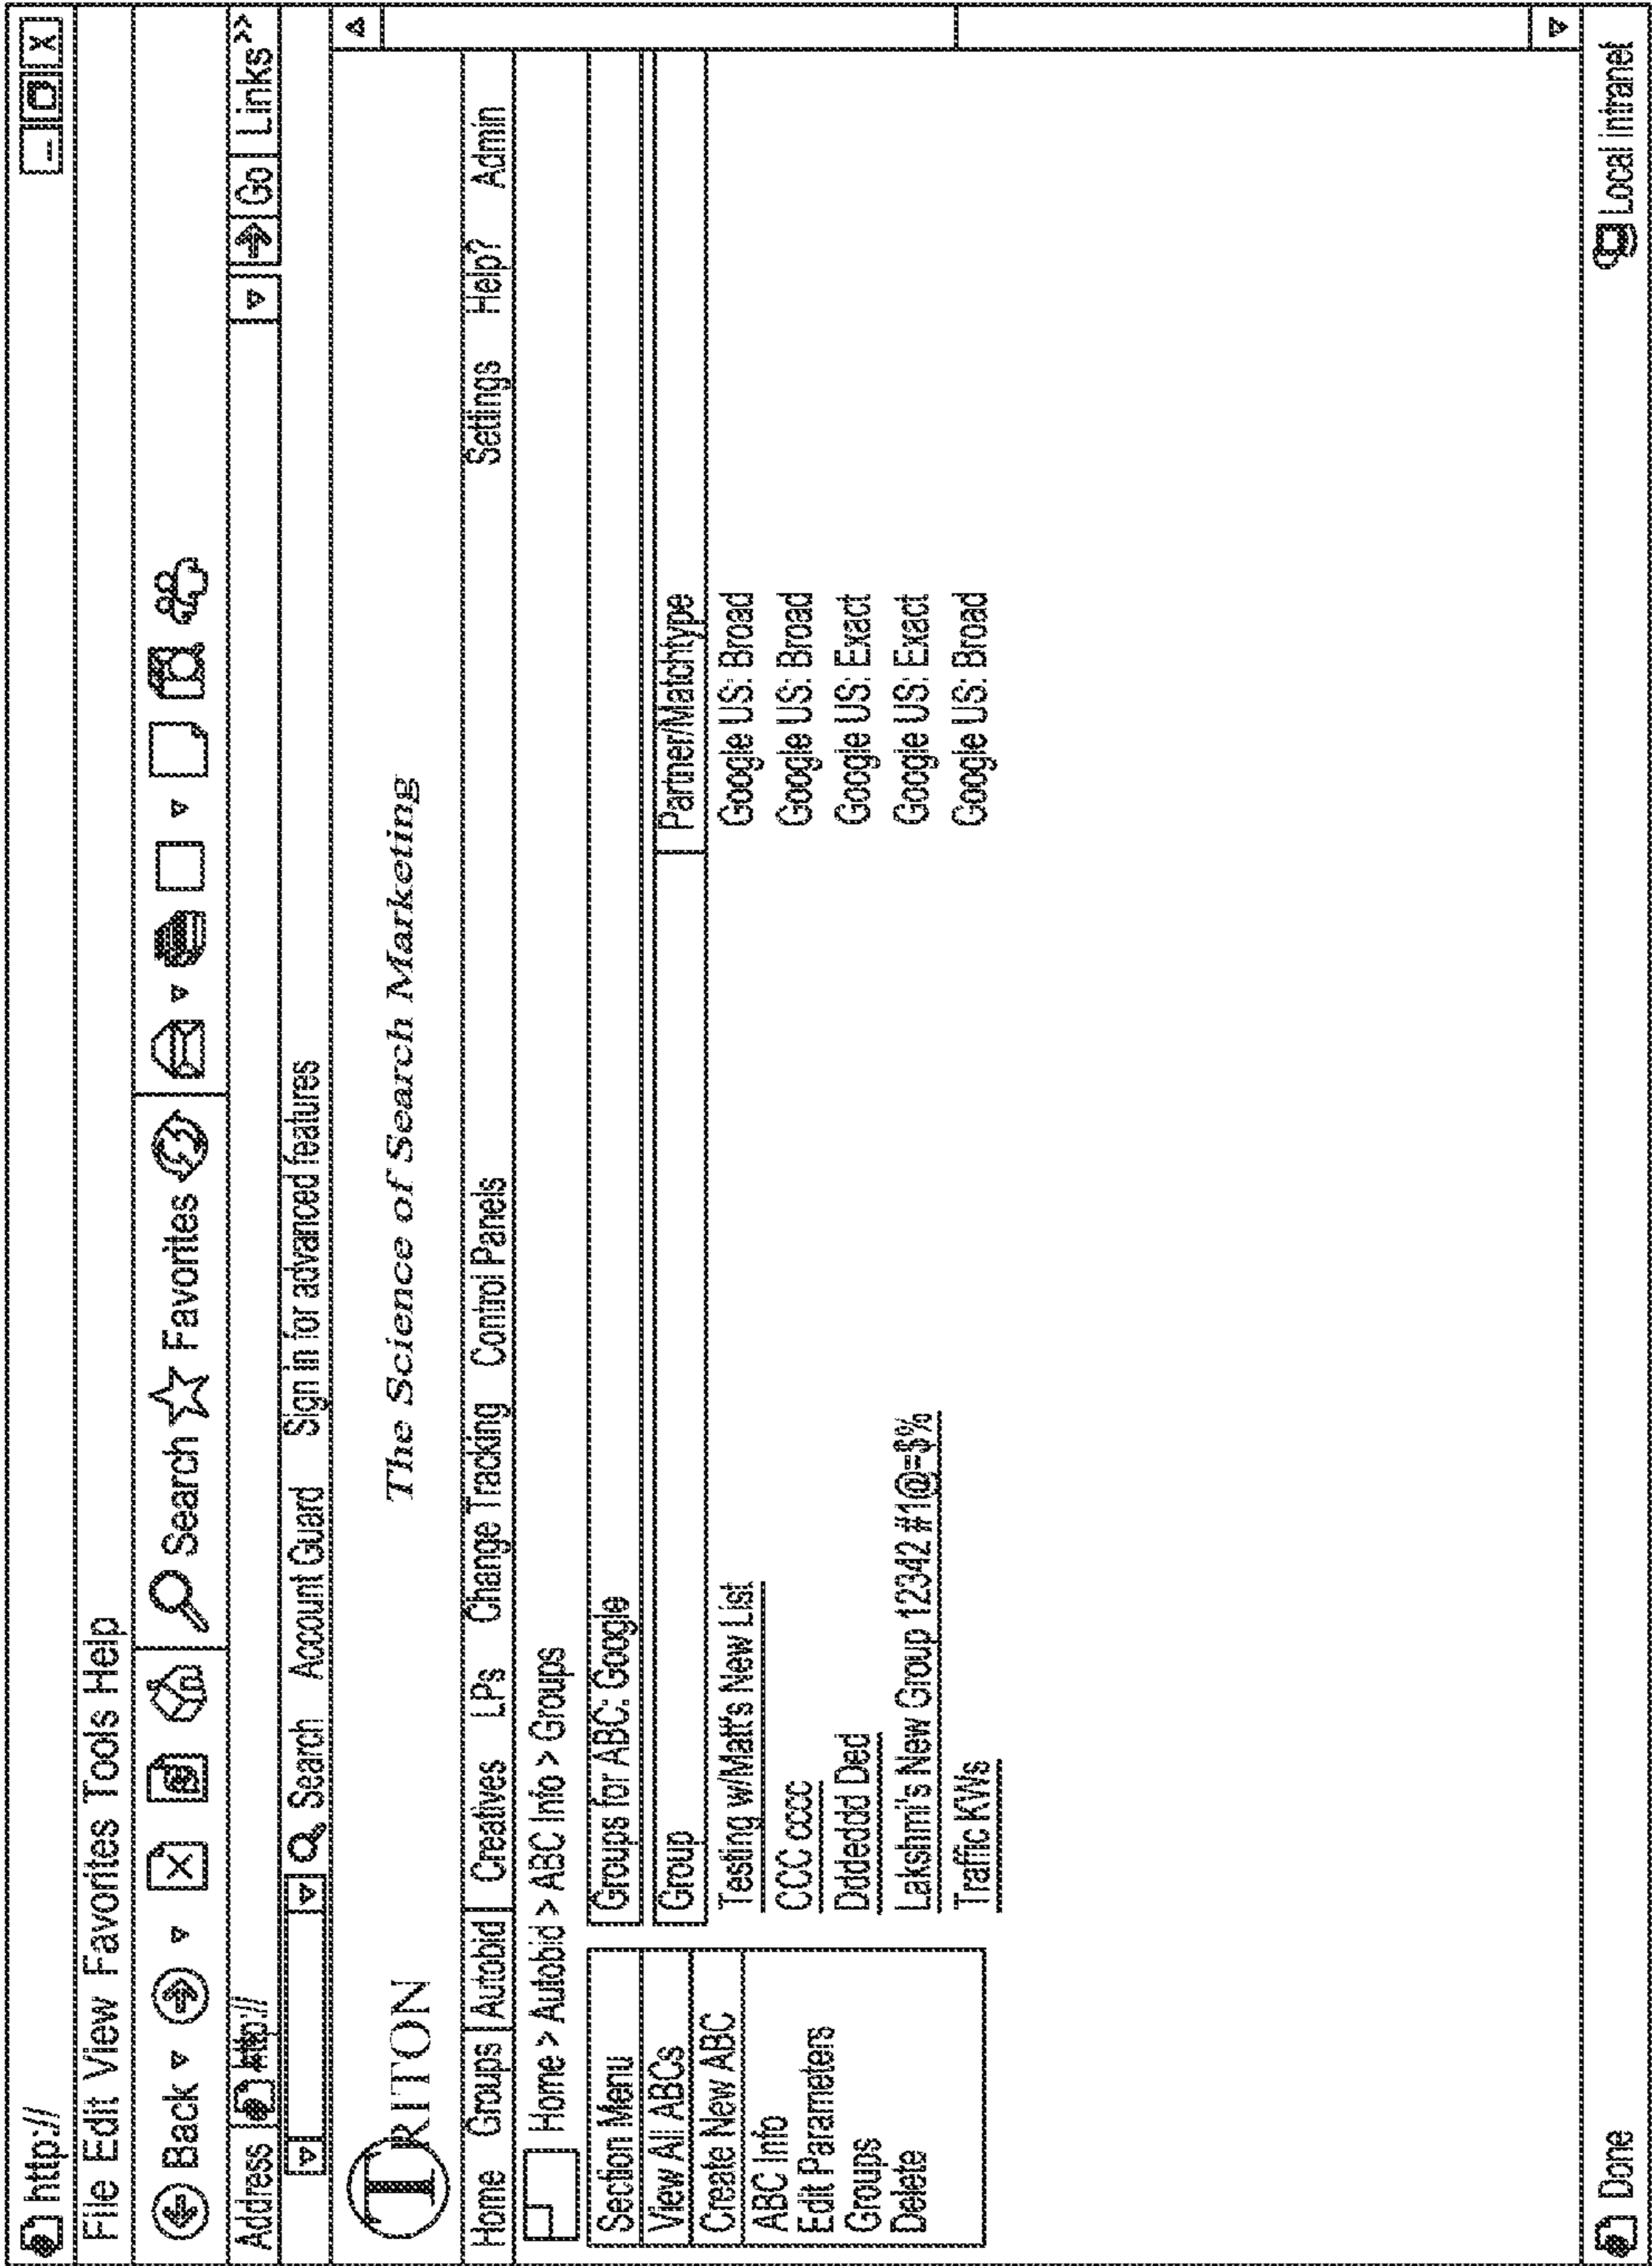 http://
File Edit View Favorites Tools Help
Back Search Favorites
Address http:// Go Links »
Search Account Guard Sign in for advanced features
TRITON The Science of Search Marketing
Home Groups Autobid Creatives LPs Change Tracking Control Panels Settings Help? Admin
Home > Autobid > ABC Info > Groups
Section Menu
View All ABCs
Create New ABC
ABC Info
Edit Parameters
Groups
Delete
Groups for ABC: Google
Group Partner/Matchtype
Testing w/Matt's New List Google US: Broad
CCC cccc Google US: Broad
Dddeddd Ded Google US: Exact
Lakshmi's New Group 12342 #1@=$% Google US: Exact
Traffic KWs Google US: Broad
Done Local intranet